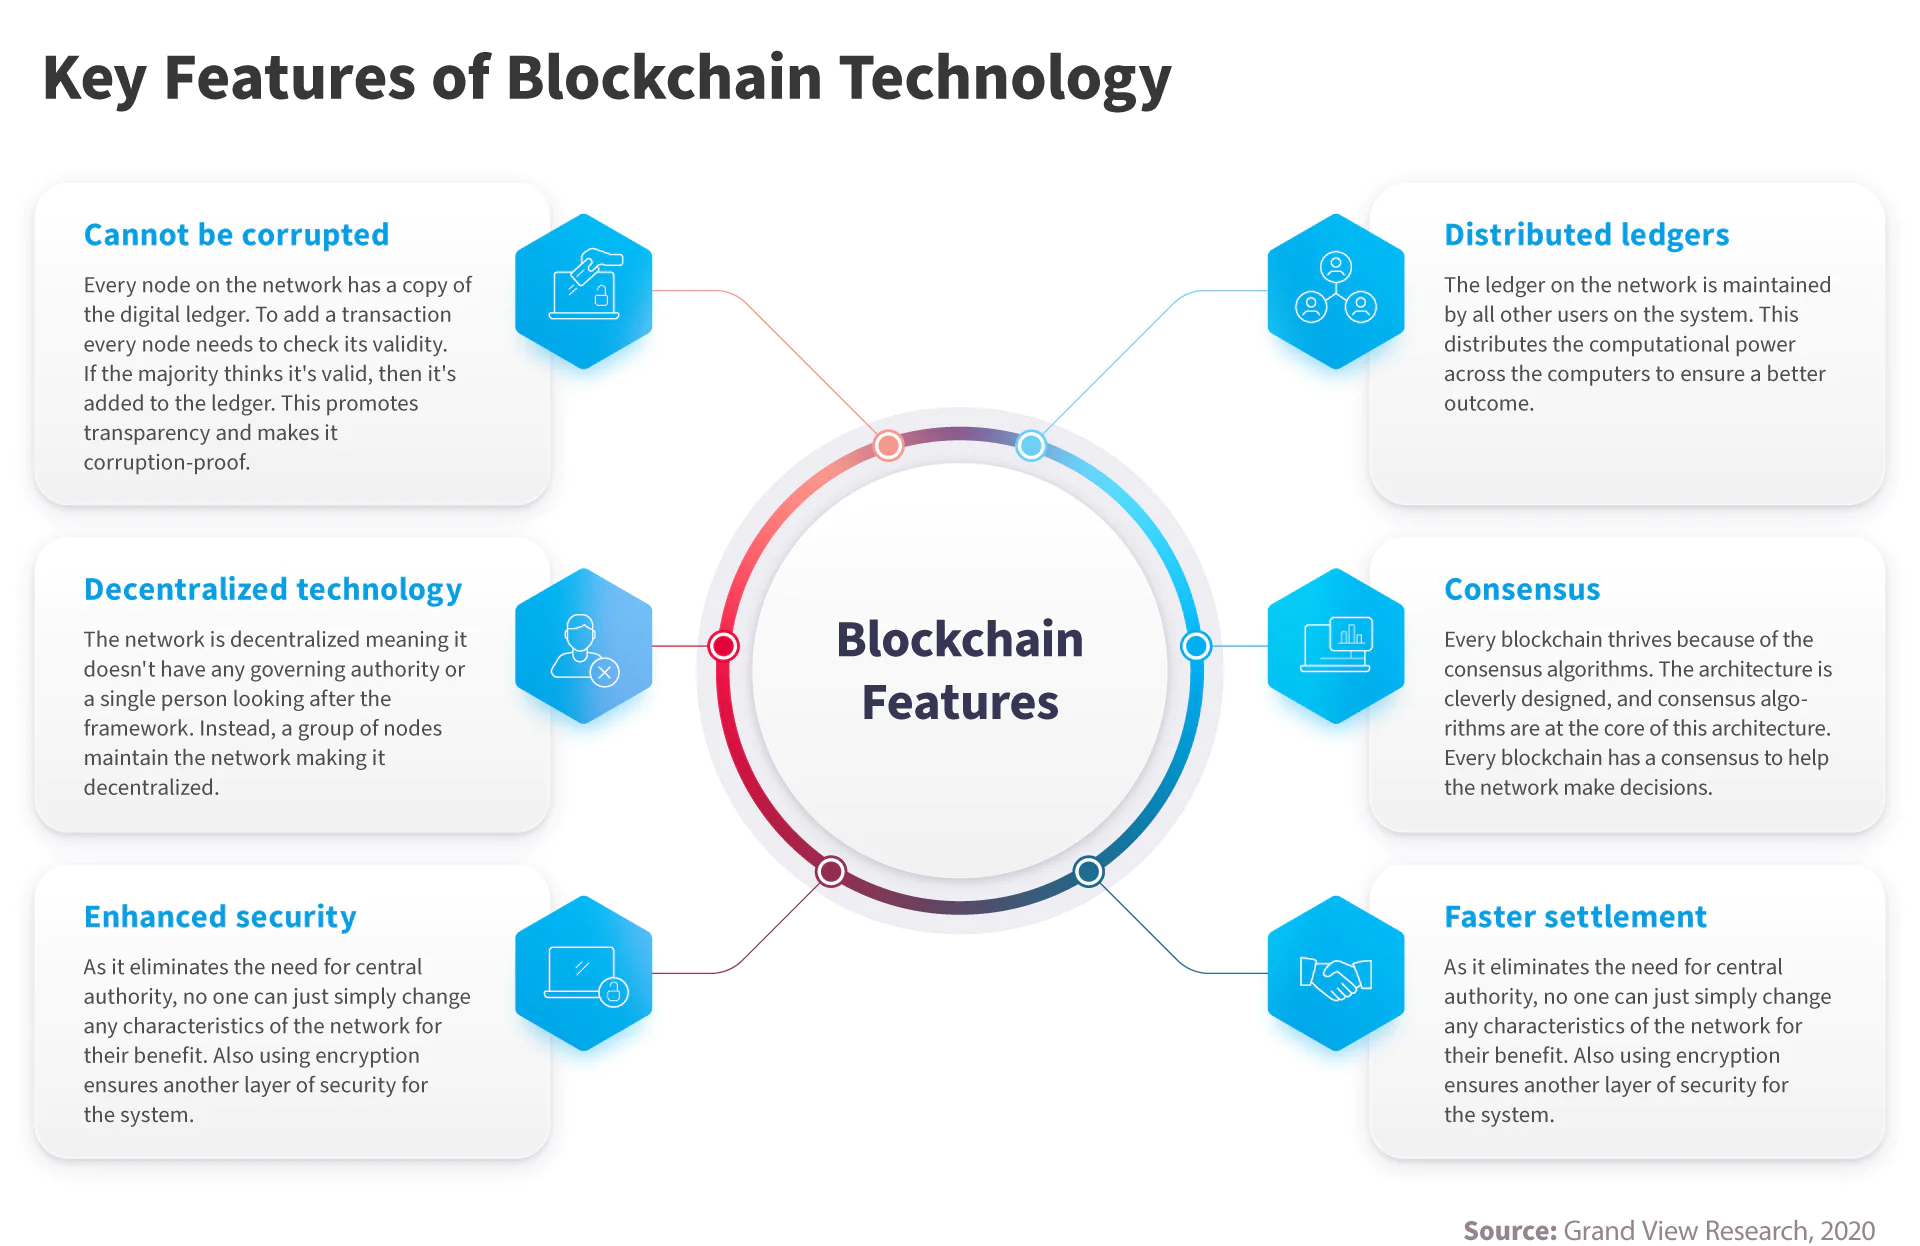 Key Features of Blockchain Technology
Cannot be corrupted
Every node on the network has a copy of
the digital ledger. To add a transaction
every node needs to check its validity.
If the majority thinks it's valid, then it's
added to the ledger. This promotes
transparency and makes it
corruption-proof.
Decentralized technology
The network is decentralized meaning it
doesn't have any governing authority or
a single person looking after the
framework. Instead, a group of nodes
maintain the network making it
decentralized.
Enhanced security
As it eliminates the need for central
authority, no one can just simply change
any characteristics of the network for
their benefit. Also using encryption
ensures another layer of security for
the system.
Blockchain
Features
Distributed ledgers
The ledger on the network is maintained
by all other users on the system. This
distributes the computational power
across the computers to ensure a better
outcome.
Consensus
Every blockchain thrives because of the
consensus algorithms. The architecture is
cleverly designed, and consensus algo-
rithms are at the core of this architecture.
Every blockchain has a consensus to help
the network make decisions.
Faster settlement
As it eliminates the need for central
authority, no one can just simply change
any characteristics of the network for
their benefit. Also using encryption
ensures another layer of security for
the system.
Source: Grand View Research, 2020